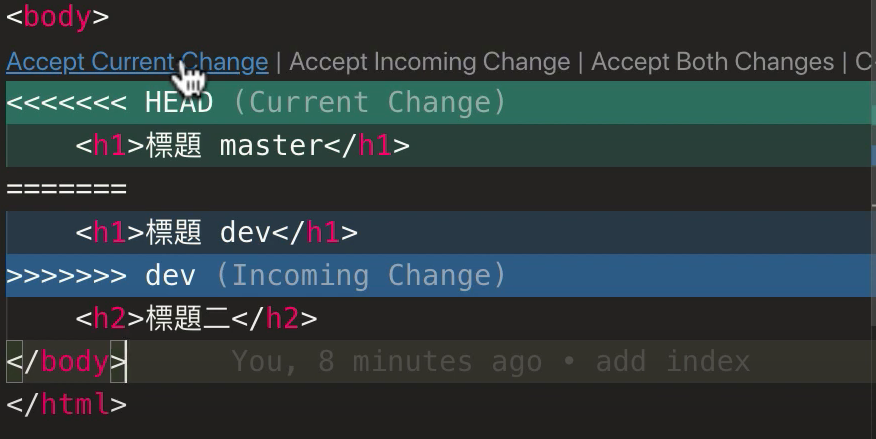 <body>
Accept Current Change | Accept Incoming Change | Accept Both Changes | C
<<<<<<< HEAD (Current Change)
<h1>標題 master</h1>
=======
<h1>標題 dev</h1>
>>>>>>> dev (Incoming Change)
<h2>標題二</h2>
</body> You, 8 minutes ago • add index
</html>